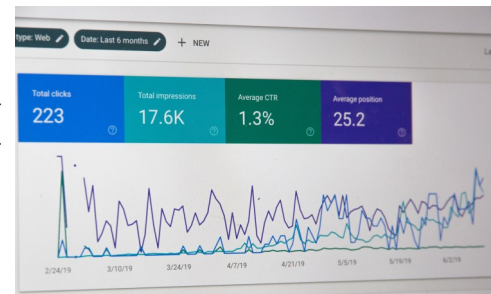 type: Web Date: Last 6 months + NEW
Total clicks Total impressions Average CTR Average position
223 17.6K 1.3% 25.2
2/24/19 3/10/19 3/24/19 4/7/19 4/21/19 5/5/19 5/19/19 6/2/19